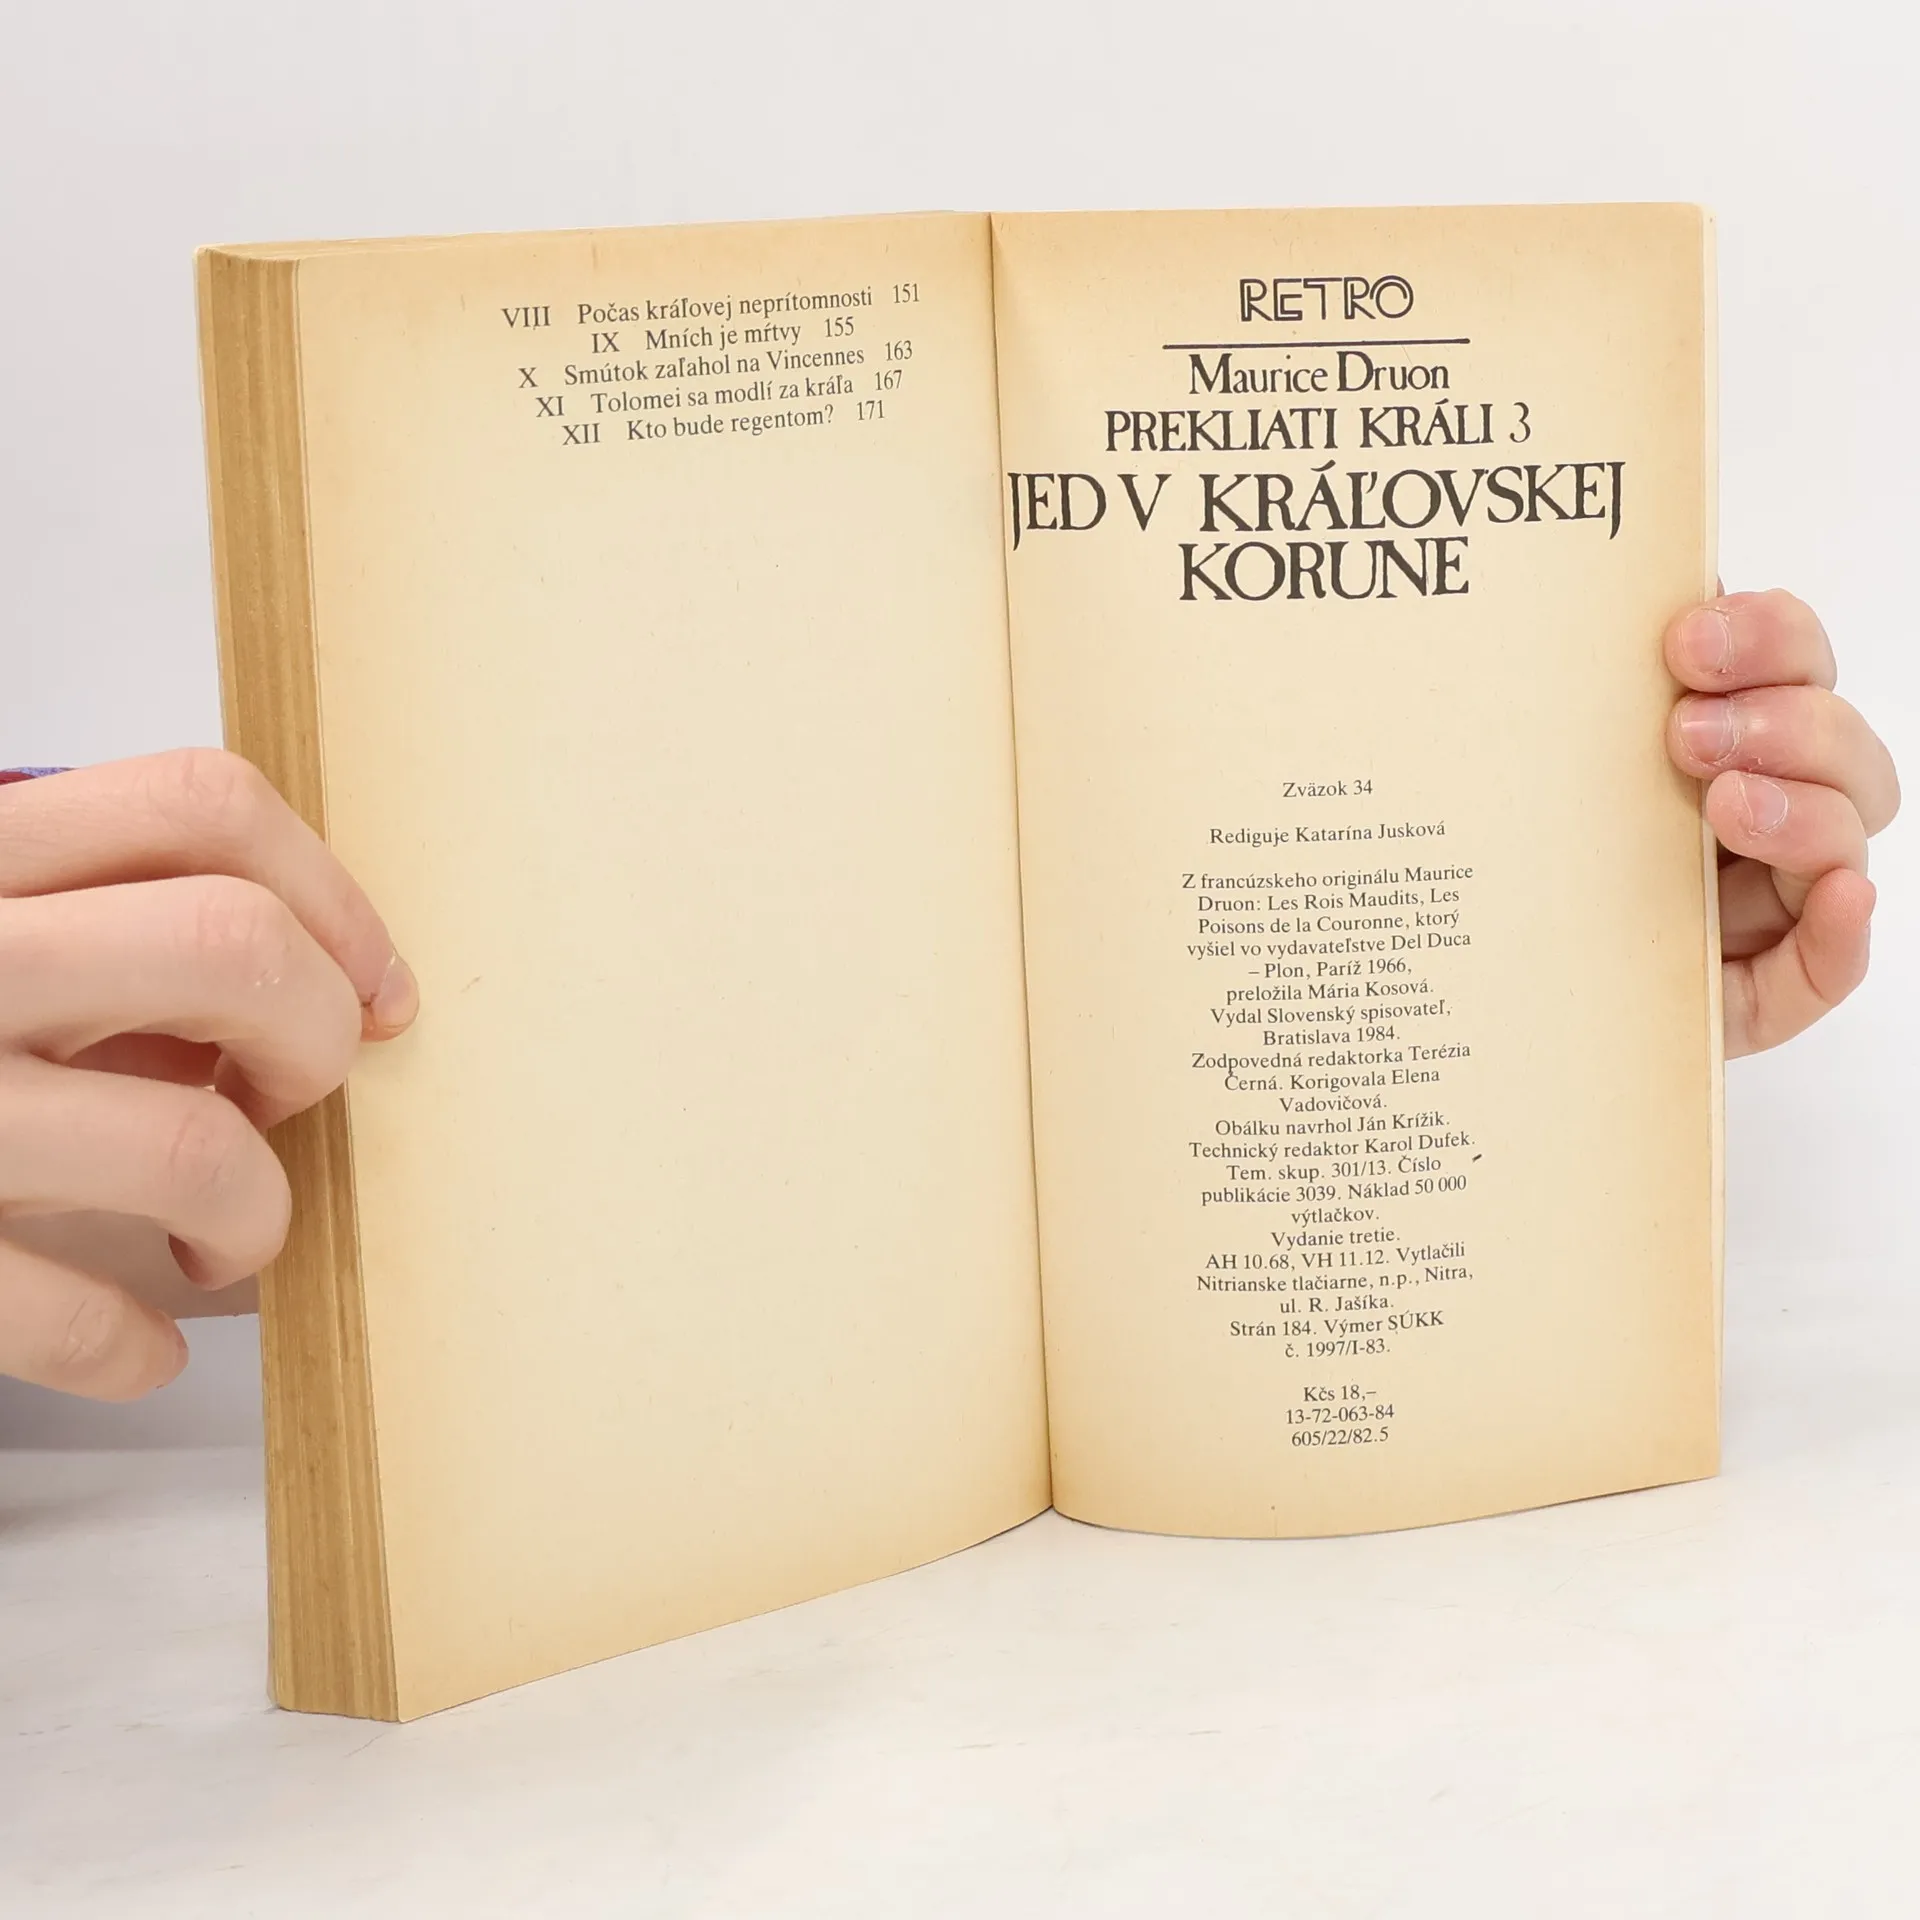 VIII Počas kráľovej neprítomnosti 151
IX Mních je mŕtvy 155
X Smútok zaľahol na Vincennes 163
XI Tolomei sa modlí za kráľa 167
XII Kto bude regentom? 171
RETRO
Maurice Druon
PREKLIATI KRÁLI 3
JED V KRÁĽOVSKEJ
KORUNE
Zväzok 34
Rediguje Katarína Jusková
Z francúzskeho originálu Maurice
Druon: Les Rois Maudits, Les
Poisons de la Couronne, ktorý
vyšiel vo vydavateľstve Del Duca
– Plon, Paríž 1966,
preložila Mária Kosová.
Vydal Slovenský spisovateľ,
Bratislava 1984.
Zodpovedná redaktorka Terézia
Černá. Korigovala Elena
Vadovičová.
Obálku navrhol Ján Krížik.
Technický redaktor Karol Dufek.
Tem. skup. 301/13. Číslo
publikácie 3039. Náklad 50 000
výtlačkov.
Vydanie tretie.
AH 10.68, VH 11.12. Vytlačili
Nitrianske tlačiarne, n.p., Nitra,
ul. R. Jašíka.
Strán 184. Výmer SÚKK
č. 1997/I-83.
Kčs 18,–
13-72-063-84
605/22/82.5